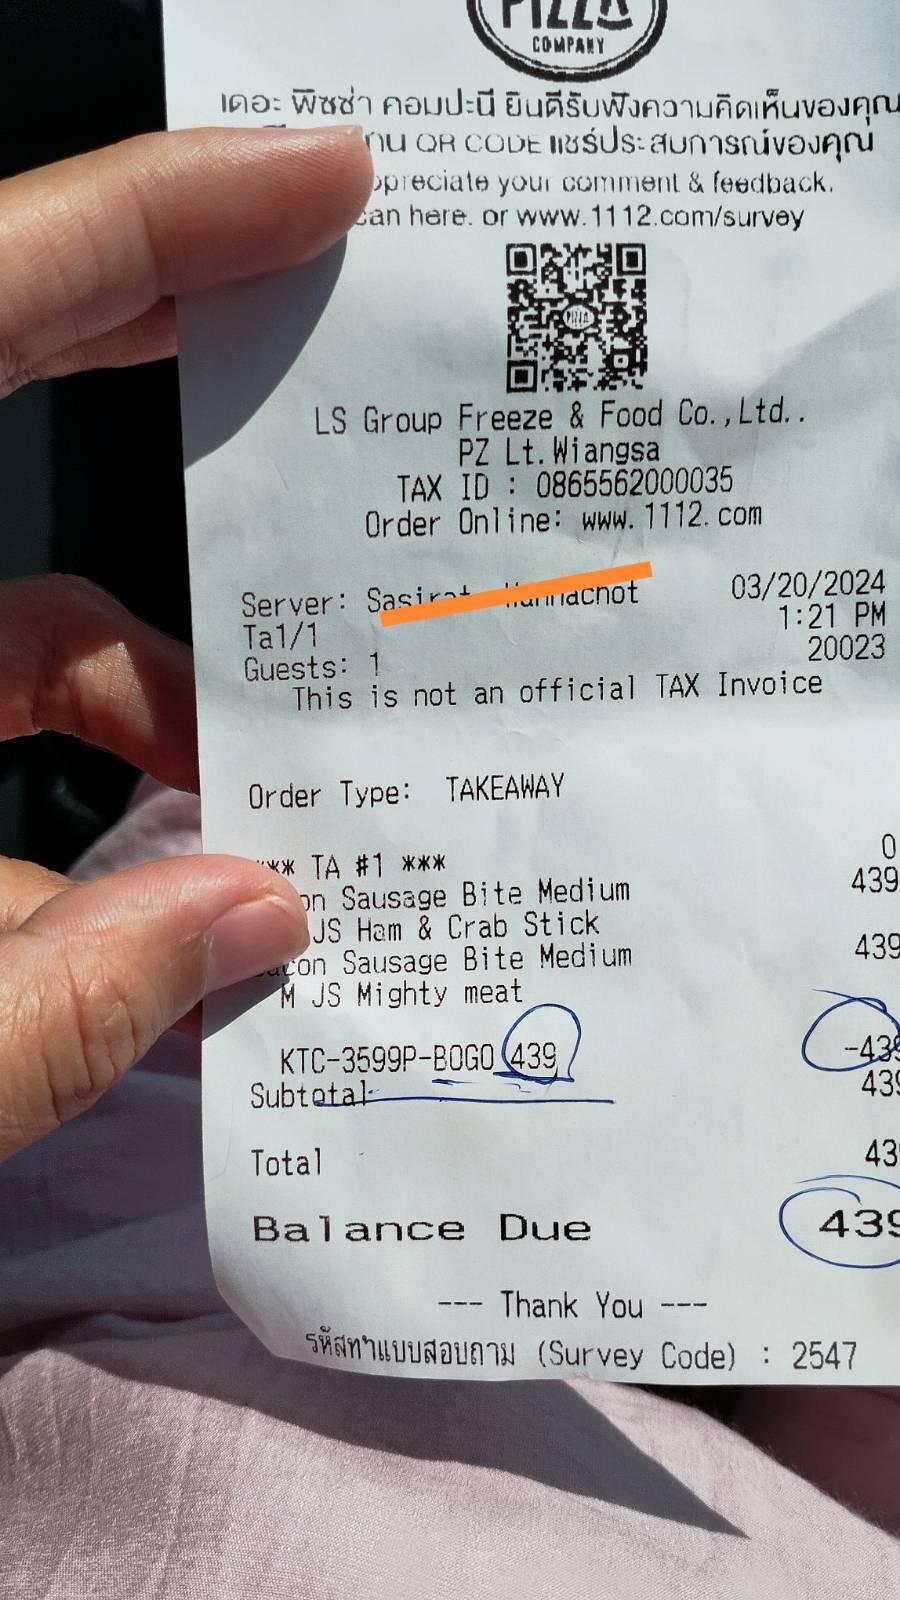 PIZZA
COMPANY
เดอะ พิซซ่า คอมปะนี ยินดีรับฟังความคิดเห็นของคุณ
QR CODE แชร์ประสบการณ์ของคุณ
your comment & feedback.
here. or www.1112.com/survey
LS Group Freeze & Food Co.,Ltd..
PZ Lt.Wiangsa
TAX ID : 0865562000035
Order Online: www.1112.com
Server: 03/20/2024
Ta1/1 1:21 PM
Guests: 1 20023
This is not an official TAX Invoice
Order Type: TAKEAWAY
TA #1 *** 0
Sausage Bite Medium 439
JS Ham & Crab Stick
Sausage Bite Medium 439
M JS Mighty meat
KTC-3599P-BOGO 439 -439
Subtotal 439
Total
Balance Due 439
--- Thank You ---
รหัสทำแบบสอบถาม (Survey Code) : 2547